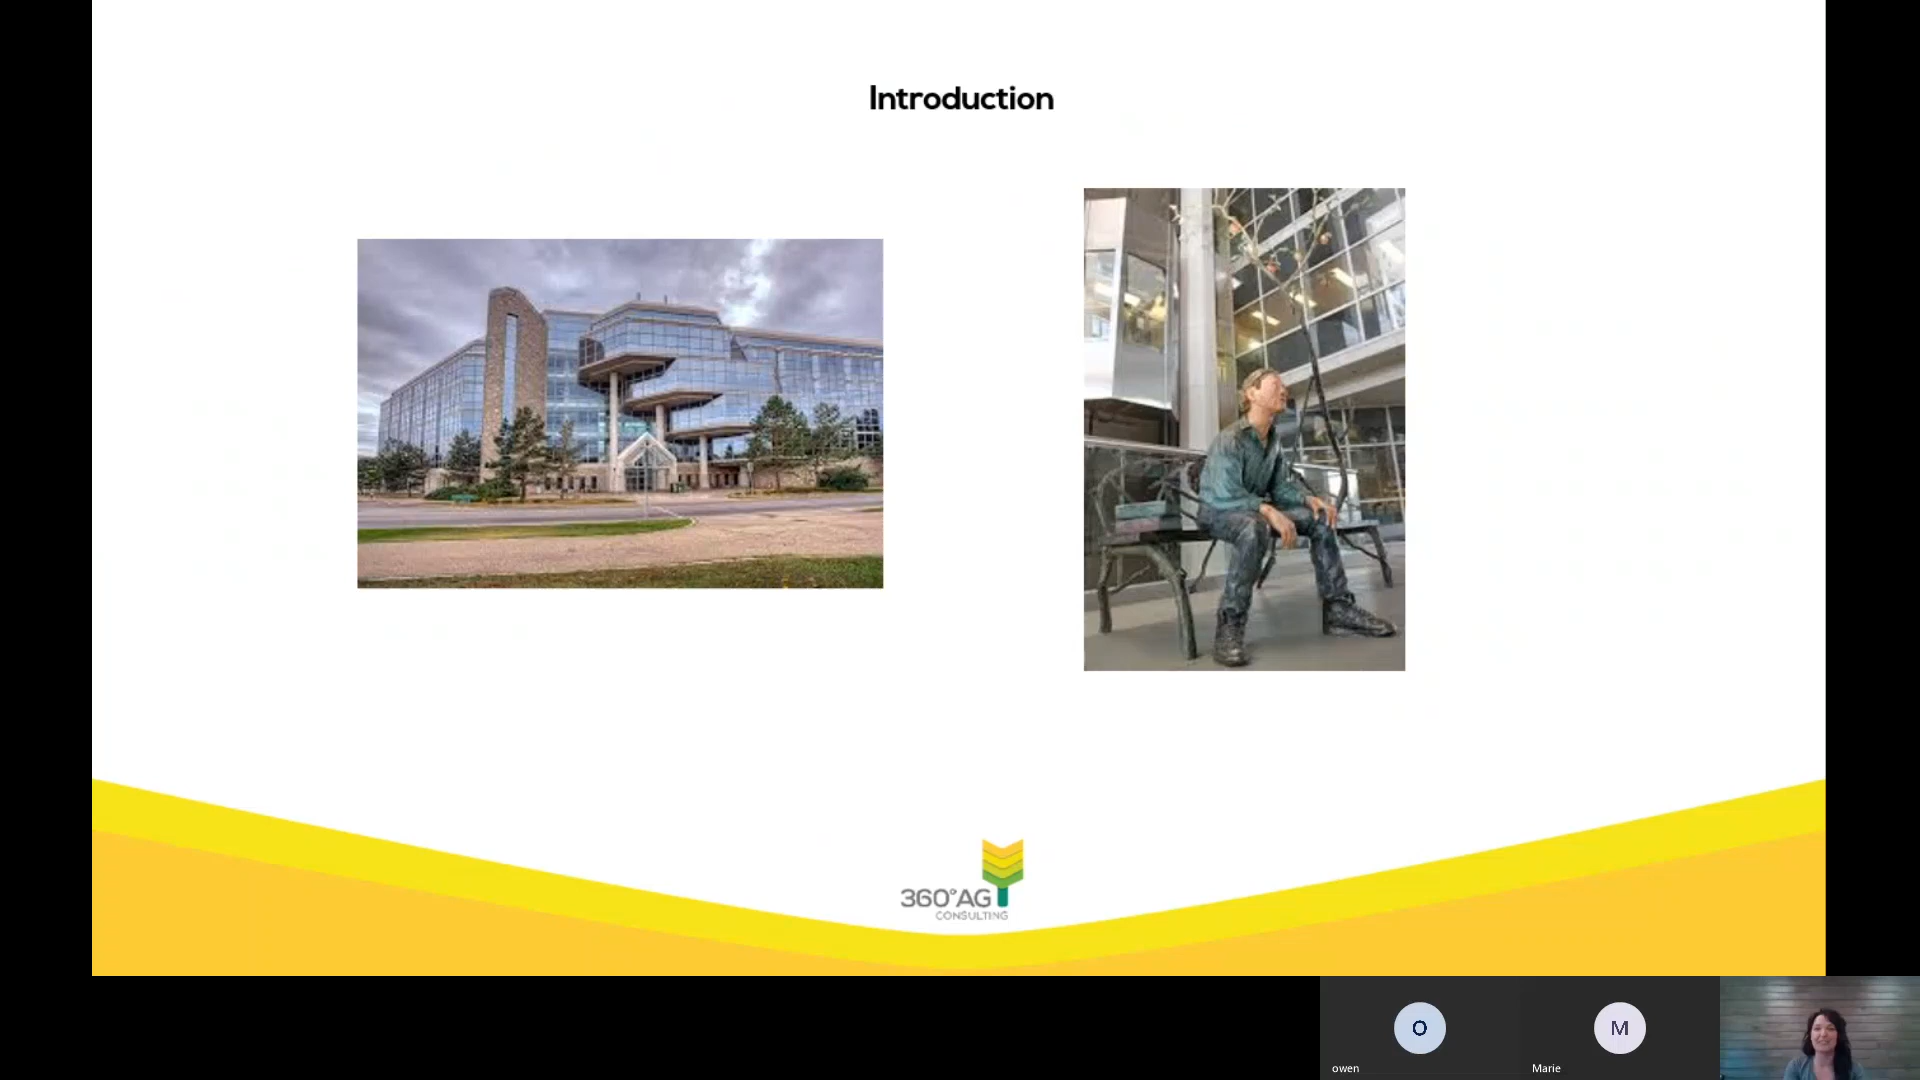 Introduction
360°AG
CONSULTING
O
M
owen
Marie